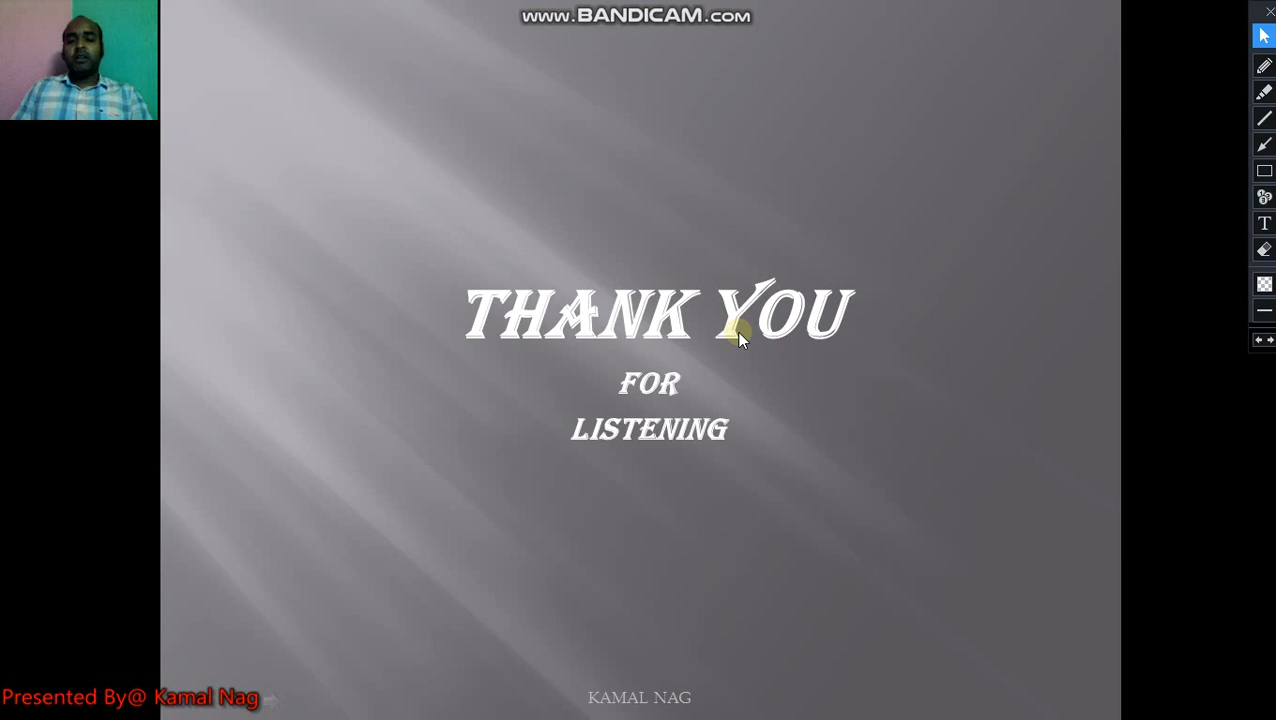 www.BANDICAM.com
THANK YOU
FOR
LISTENING
Presented By@ Kamal Nag
KAMAL NAG